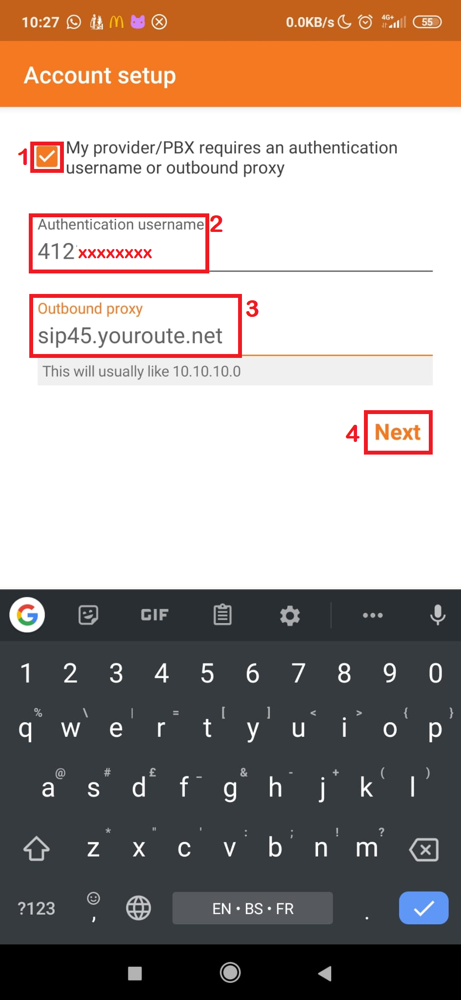 10:27 0.0KB/s 4G+ 55
Account setup
1 My provider/PBX requires an authentication
username or outbound proxy
Authentication username 2
412 xxxxxxxx
Outbound proxy 3
sip45.youroute.net
This will usually like 10.10.10.0
4 Next
GIF
1 2 3 4 5 6 7 8 9 0
% \ | = [ ] < > { }
q w e r t y u i o p
@ # £ _ & - + ( )
a s d f g h j k l
* " ' : ; ! ?
z x c v b n m
?123 , EN • BS • FR .